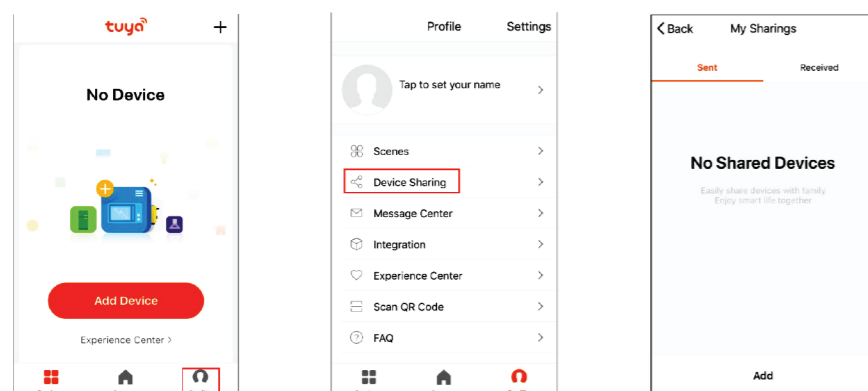 tuya
+
No Device
Add Device
Experience Center >
Profile
Settings
Tap to set your name
Scenes
Device Sharing
Message Center
Integration
Experience Center
Scan QR Code
FAQ
< Back
My Sharings
Sent
Received
No Shared Devices
Easily share devices with family
Enjoy smart life together
Add